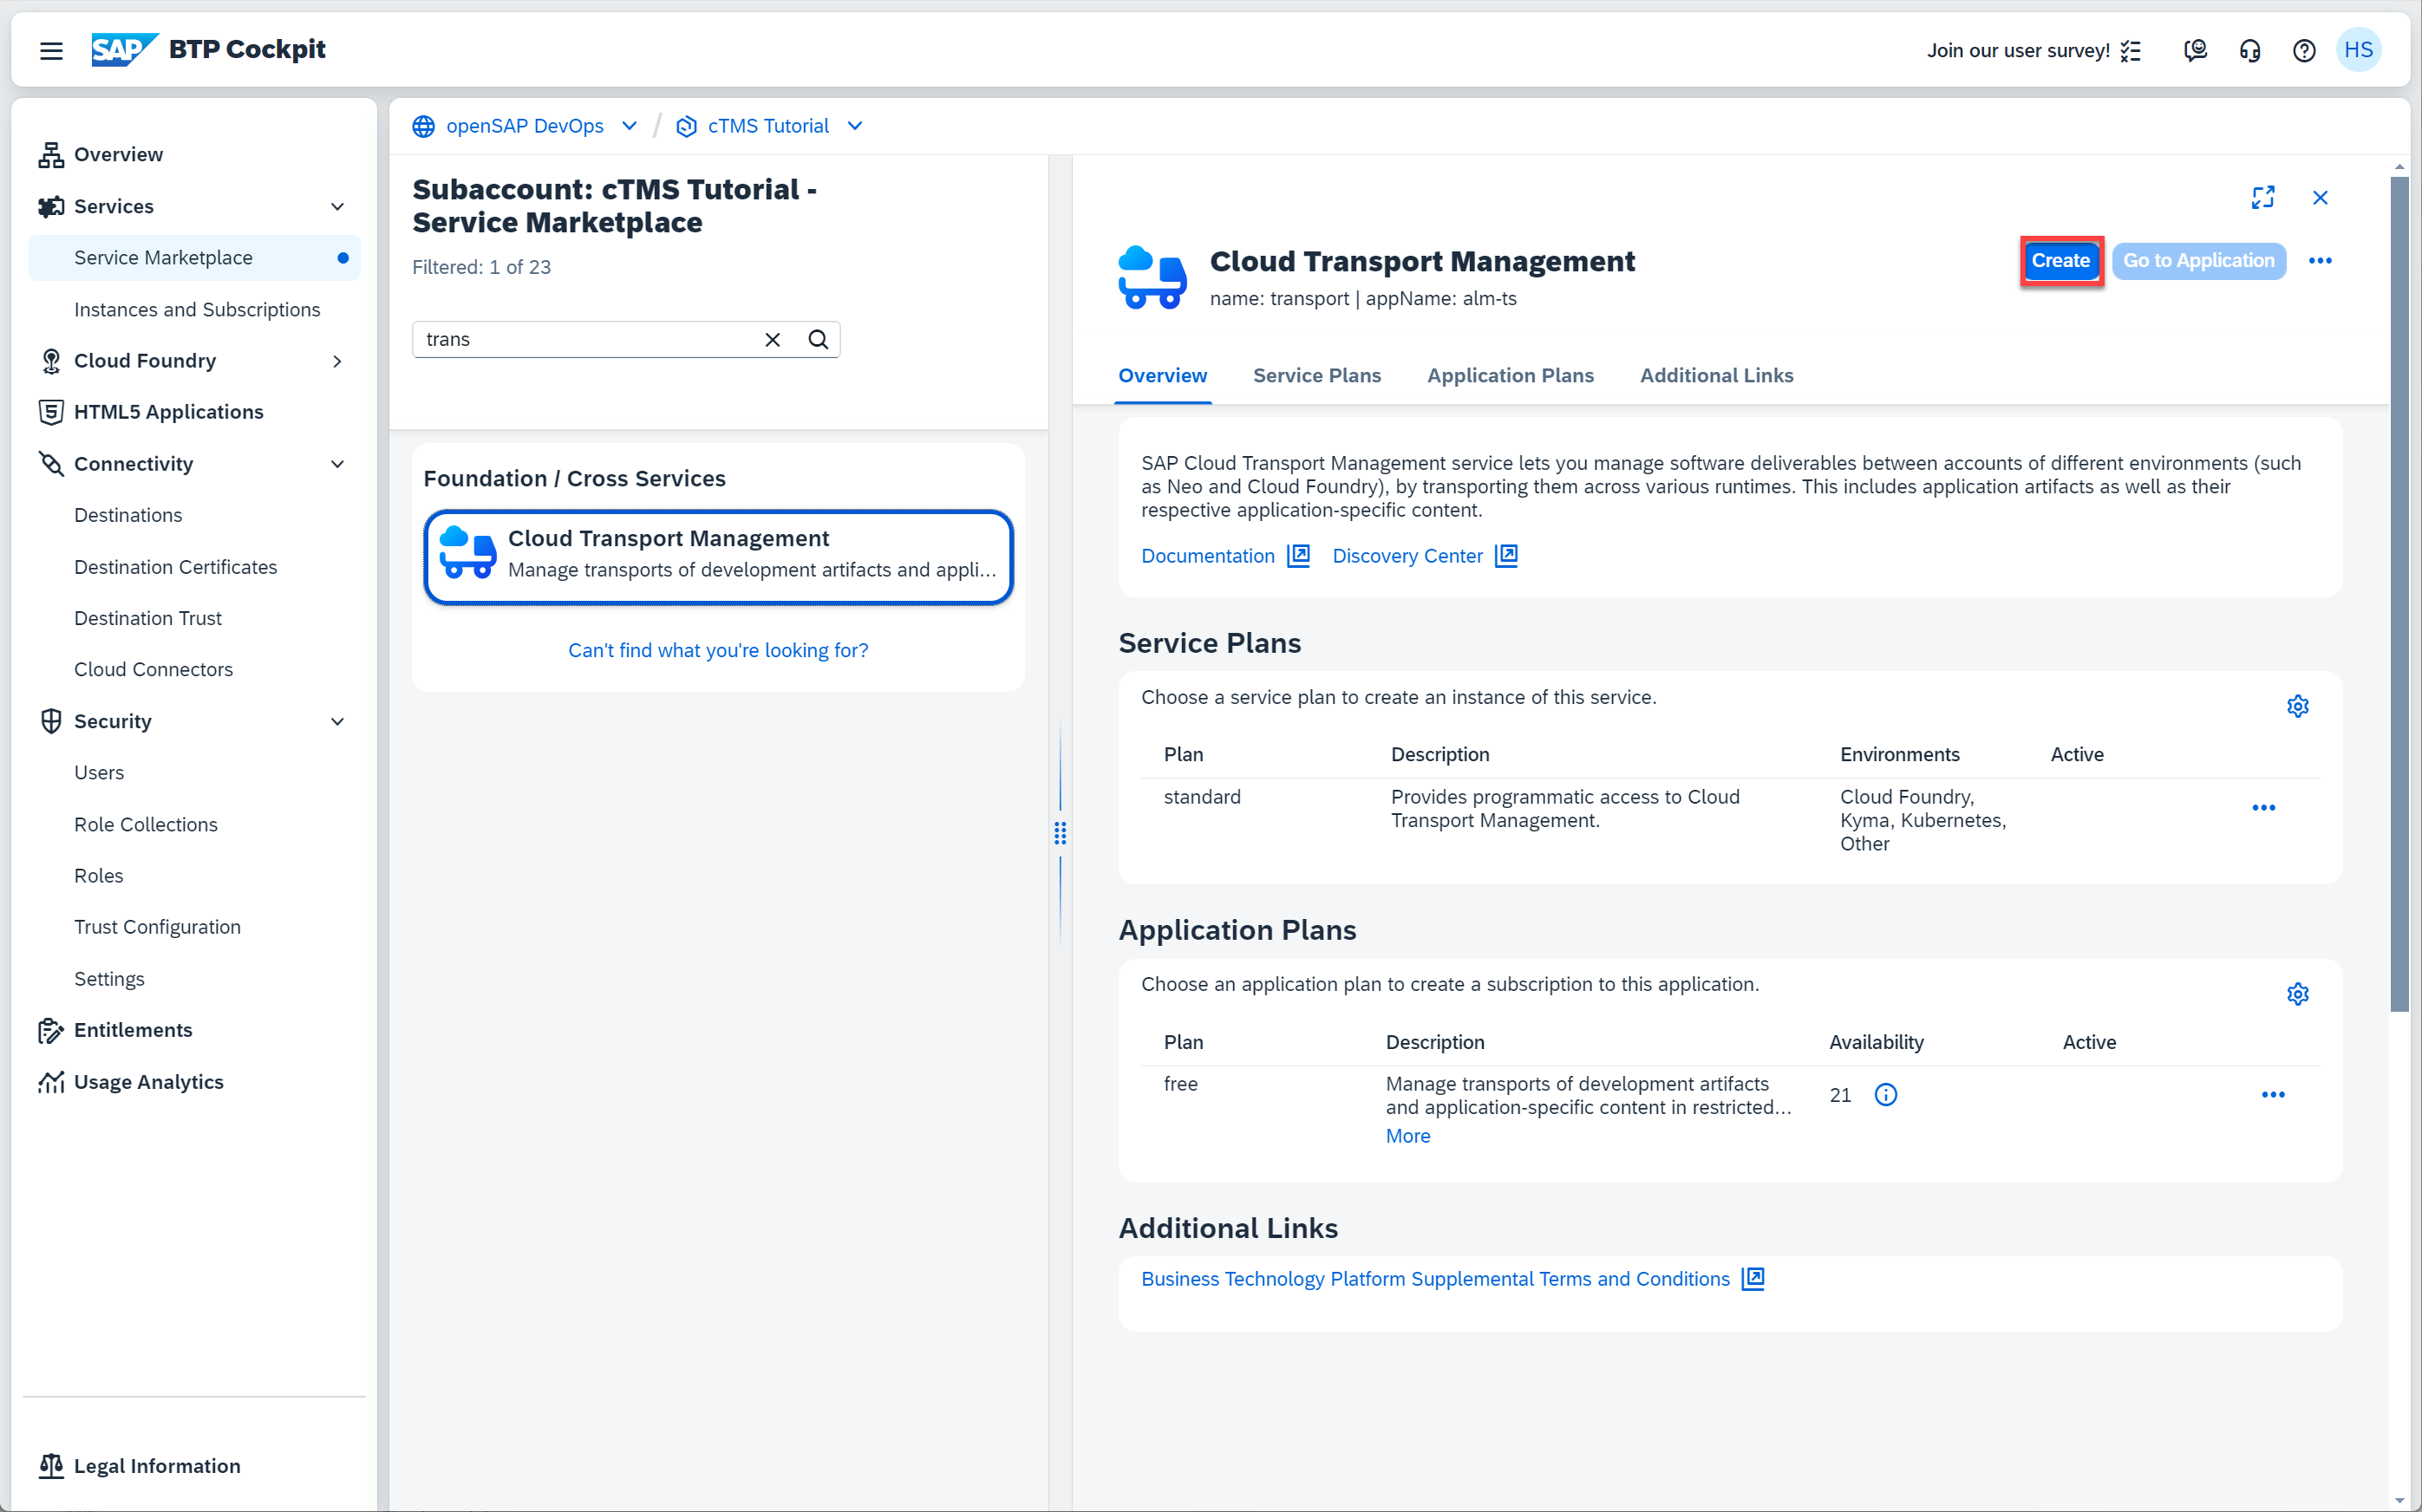 SAP BTP Cockpit
Join our user survey!
HS
Overview
Services
Service Marketplace
Instances and Subscriptions
Cloud Foundry
HTML5 Applications
Connectivity
Destinations
Destination Certificates
Destination Trust
Cloud Connectors
Security
Users
Role Collections
Roles
Trust Configuration
Settings
Entitlements
Usage Analytics
Legal Information
openSAP DevOps / cTMS Tutorial
Subaccount: cTMS Tutorial -
Service Marketplace
Filtered: 1 of 23
trans
Foundation / Cross Services
Cloud Transport Management
Manage transports of development artifacts and appli...
Can't find what you're looking for?
Cloud Transport Management
name: transport | appName: alm-ts
Create
Go to Application
Overview
Service Plans
Application Plans
Additional Links
SAP Cloud Transport Management service lets you manage software deliverables between accounts of different environments (such
as Neo and Cloud Foundry), by transporting them across various runtimes. This includes application artifacts as well as their
respective application-specific content.
Documentation
Discovery Center
Service Plans
Choose a service plan to create an instance of this service.
Plan Description Environments Active
standard
Provides programmatic access to Cloud
Transport Management.
Cloud Foundry,
Kyma, Kubernetes,
Other
Application Plans
Choose an application plan to create a subscription to this application.
Plan Description Availability Active
free
Manage transports of development artifacts
and application-specific content in restricted...
More
21
Additional Links
Business Technology Platform Supplemental Terms and Conditions